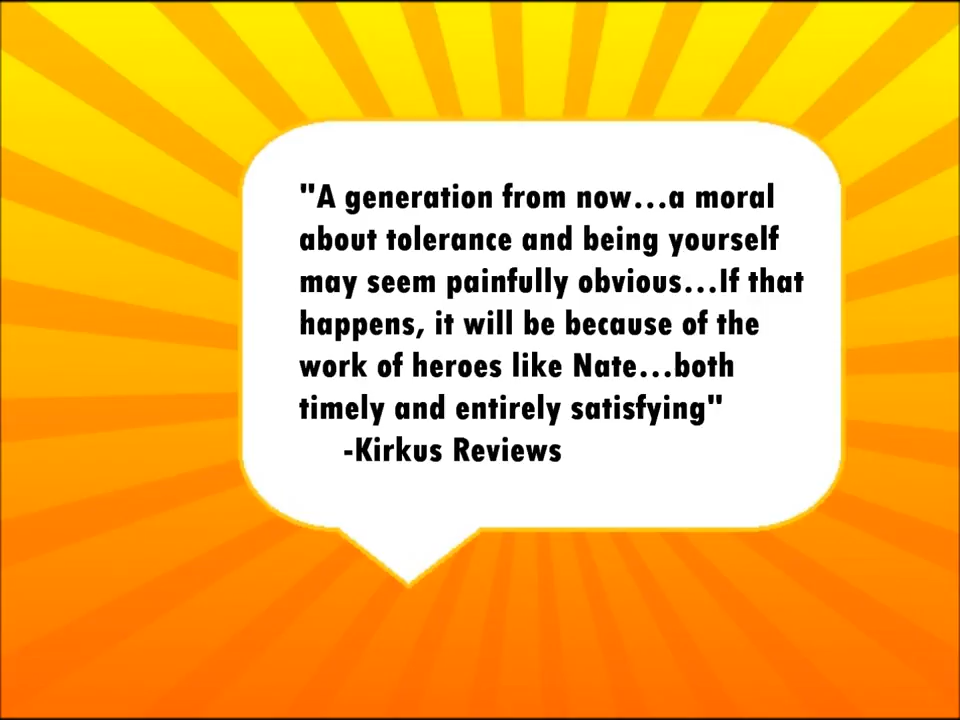 "A generation from now...a moral
about tolerance and being yourself
may seem painfully obvious...If that
happens, it will be because of the
work of heroes like Nate...both
timely and entirely satisfying"
-Kirkus Reviews